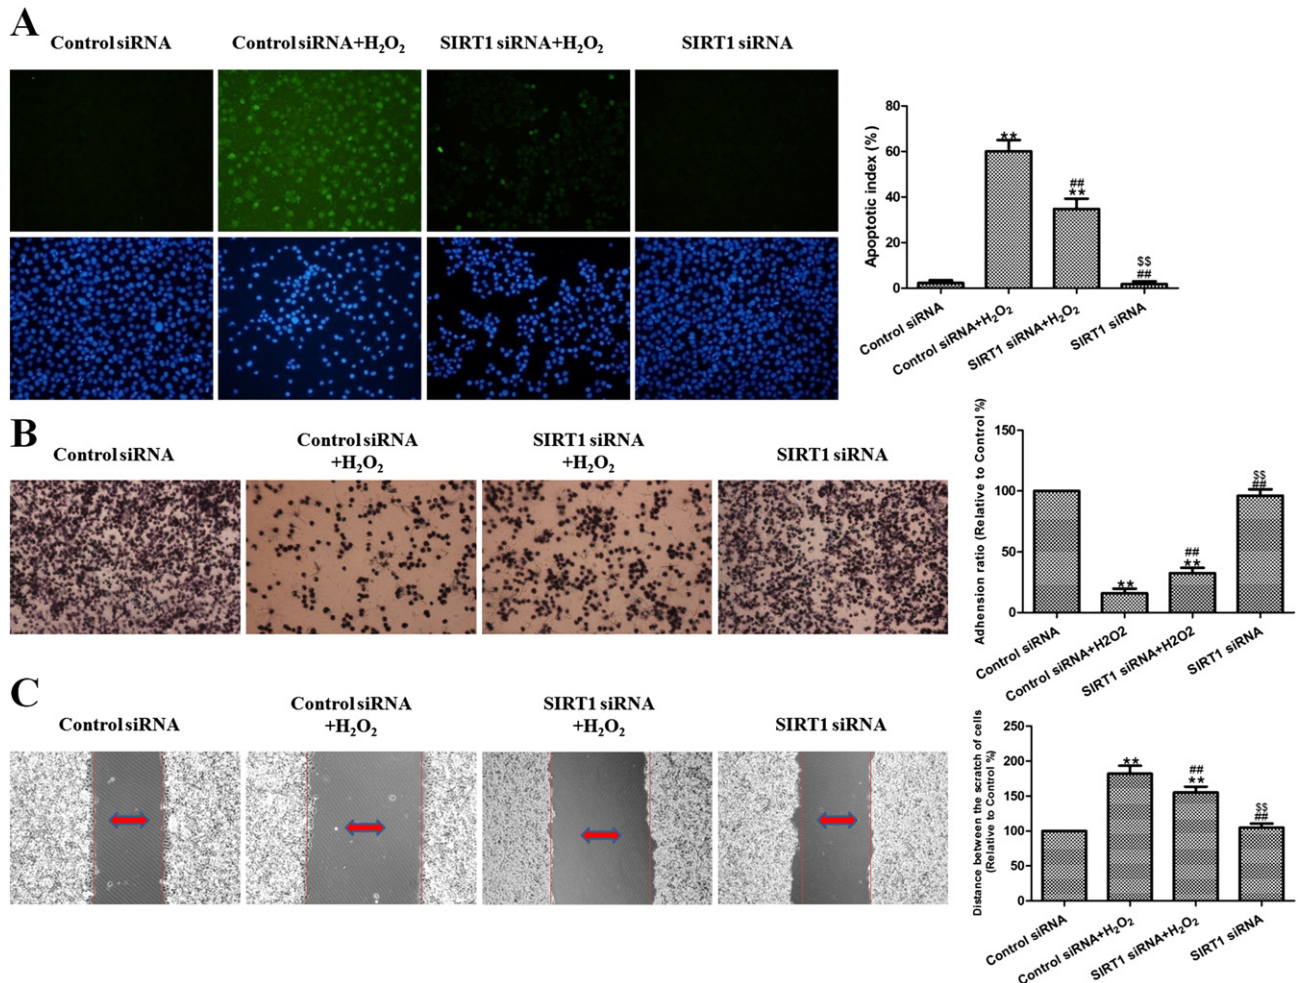 A
Control siRNA
Control siRNA+H₂O₂
SIRT1 siRNA+H₂O₂
SIRT1 siRNA
Apoptotic index (%)
80
60
40
20
0
**
##
**
$$
##
Control siRNA
Control siRNA+H₂O₂
SIRT1 siRNA+H₂O₂
SIRT1 siRNA
B
Control siRNA
Control siRNA
+H₂O₂
SIRT1 siRNA
+H₂O₂
SIRT1 siRNA
Adhension ratio (Relative to Control %)
150
100
50
0
**
##
**
$$
##
Control siRNA
Control siRNA+H2O2
SIRT1 siRNA+H2O2
SIRT1 siRNA
C
Control siRNA
Control siRNA
+H₂O₂
SIRT1 siRNA
+H₂O₂
SIRT1 siRNA
Distance between the scratch of cells
(Relative to Control %)
250
200
150
100
50
0
**
##
**
$$
##
Control siRNA
Control siRNA+H₂O₂
SIRT1 siRNA+H₂O₂
SIRT1 siRNA